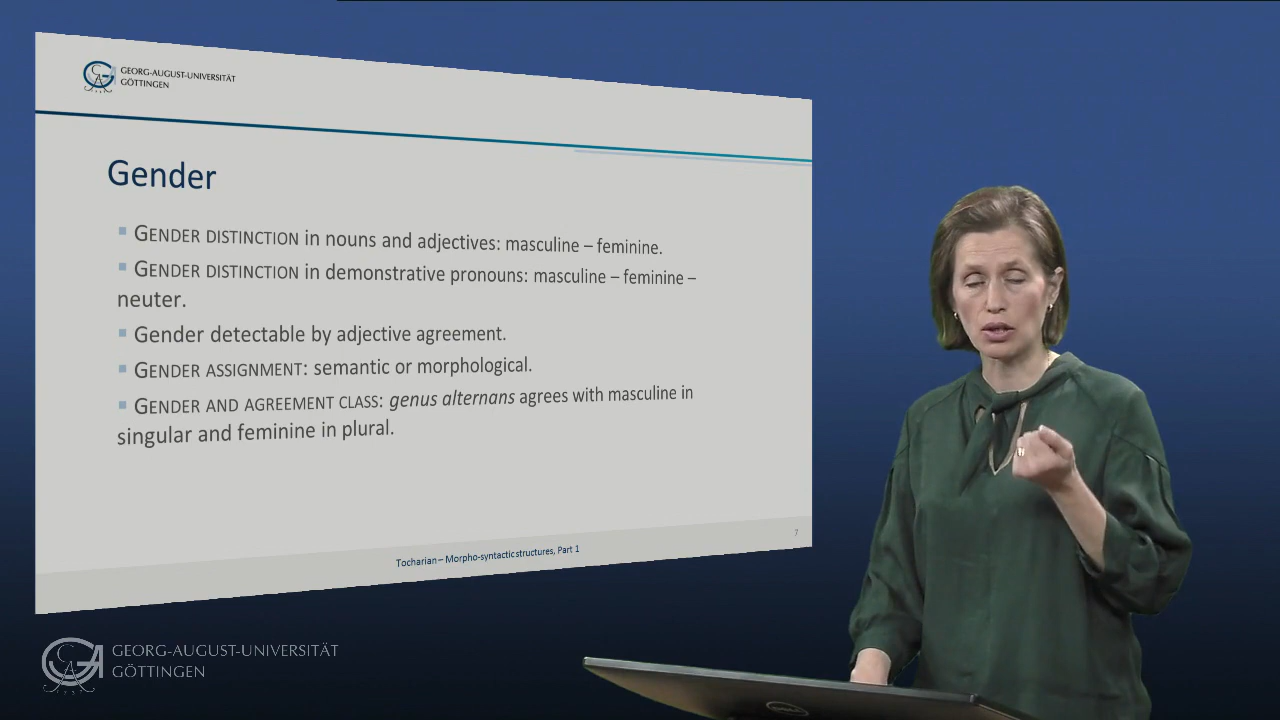 GEORG-AUGUST-UNIVERSITÄT
GÖTTINGEN
Gender
GENDER DISTINCTION in nouns and adjectives: masculine – feminine.
GENDER DISTINCTION in demonstrative pronouns: masculine – feminine –
neuter.
Gender detectable by adjective agreement.
GENDER ASSIGNMENT: semantic or morphological.
GENDER AND AGREEMENT CLASS: genus alternans agrees with masculine in
singular and feminine in plural.
7
Tocharian – Morpho-syntactic structures, Part 1
GEORG-AUGUST-UNIVERSITÄT
GÖTTINGEN